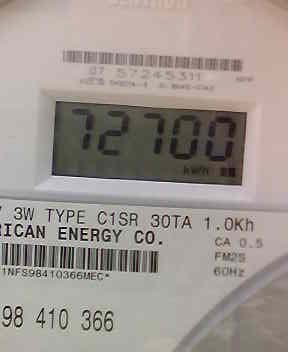 07 57245311
72700
kWh
3W TYPE C1SR 30TA 1.0Kh
RICAN ENERGY CO.
CA 0.5
FM2S
60Hz
1NFS98410366MEC*
98 410 366